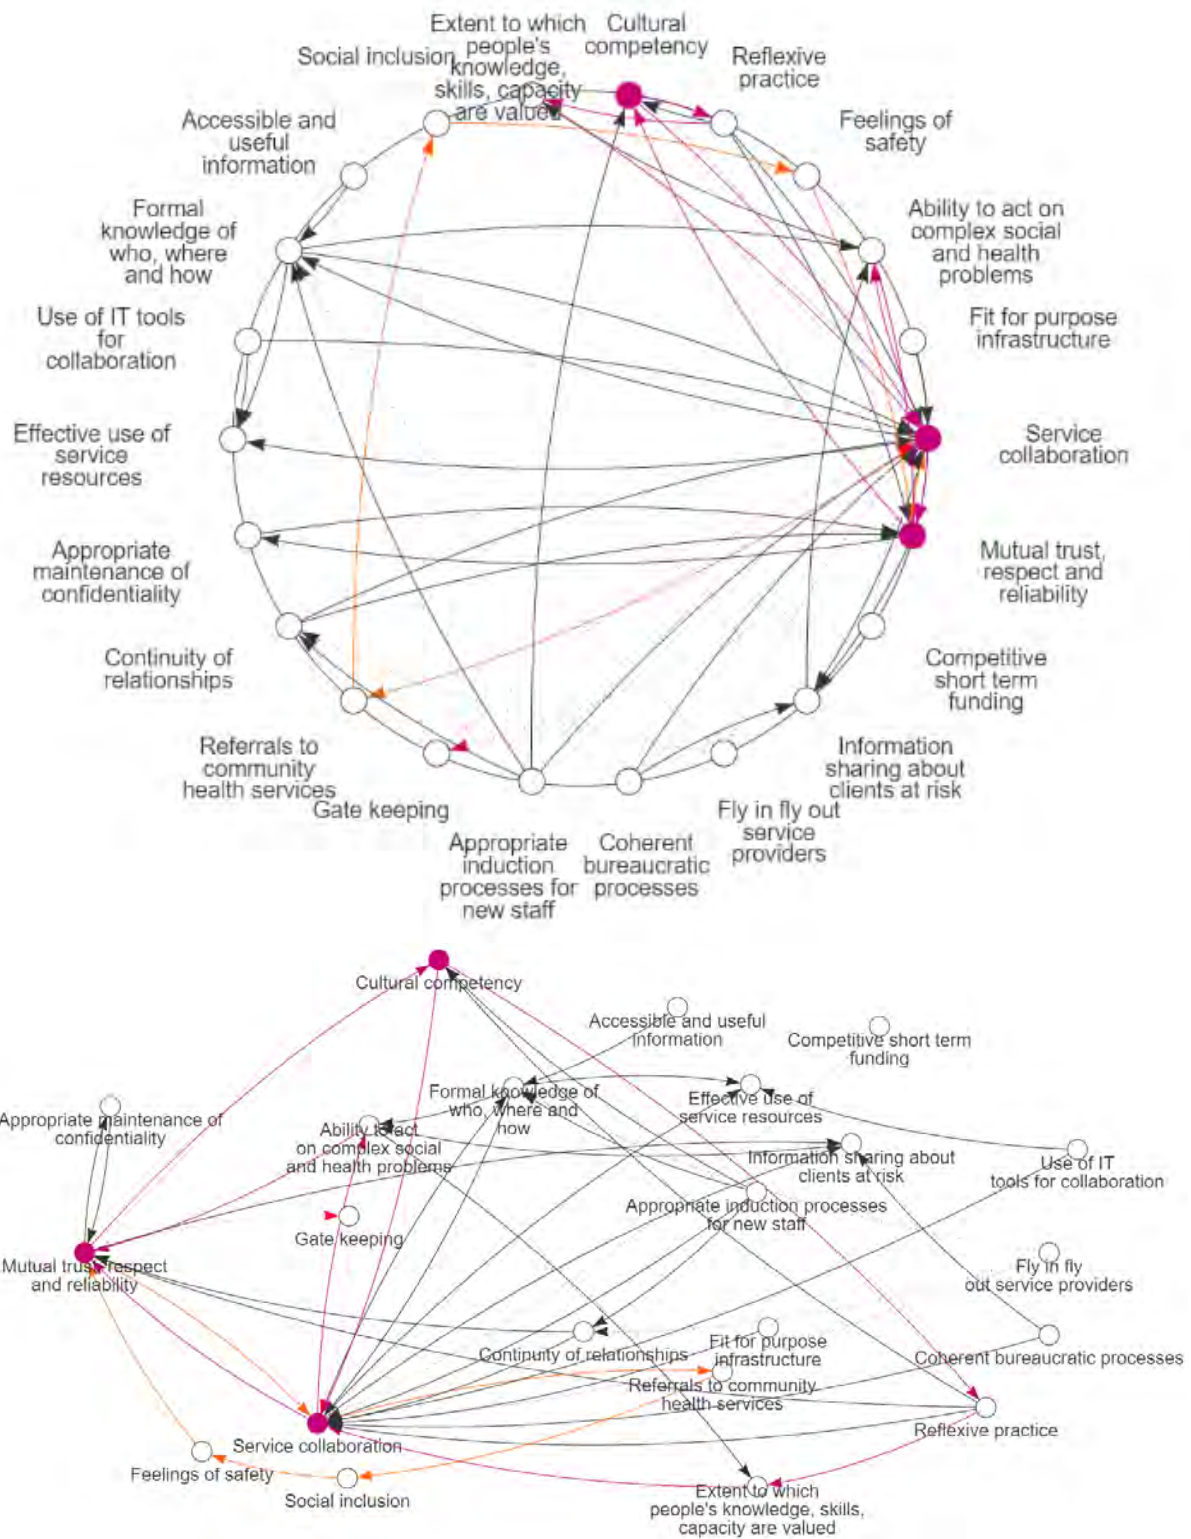 Extent to which
people's
knowledge,
skills, capacity
are valued
Cultural
competency
Social inclusion
Reflexive
practice
Accessible and
useful
information
Feelings of
safety
Formal
knowledge of
who, where
and how
Ability to act on
complex social
and health
problems
Use of IT tools
for
collaboration
Fit for purpose
infrastructure
Effective use of
service
resources
Service
collaboration
Appropriate
maintenance of
confidentiality
Mutual trust,
respect and
reliability
Continuity of
relationships
Competitive
short term
funding
Referrals to
community
health services
Information
sharing about
clients at risk
Gate keeping
Fly in fly out
service
providers
Appropriate
induction
processes for
new staff
Coherent
bureaucratic
processes
Cultural competency
Accessible and useful
information
Competitive short term
funding
Formal knowledge of
who, where and
how
Effective use of
service resources
Appropriate maintenance of
confidentiality
Ability to act
on complex social
and health problems
Information sharing about
clients at risk
Use of IT
tools for collaboration
Appropriate induction processes
for new staff
Gate keeping
Mutual trust, respect
and reliability
Fly in fly
out service providers
Continuity of relationships
Fit for purpose
infrastructure
Coherent bureaucratic processes
Referrals to community
health services
Reflexive practice
Service collaboration
Feelings of safety
Social inclusion
Extent to which
people's knowledge, skills,
capacity are valued